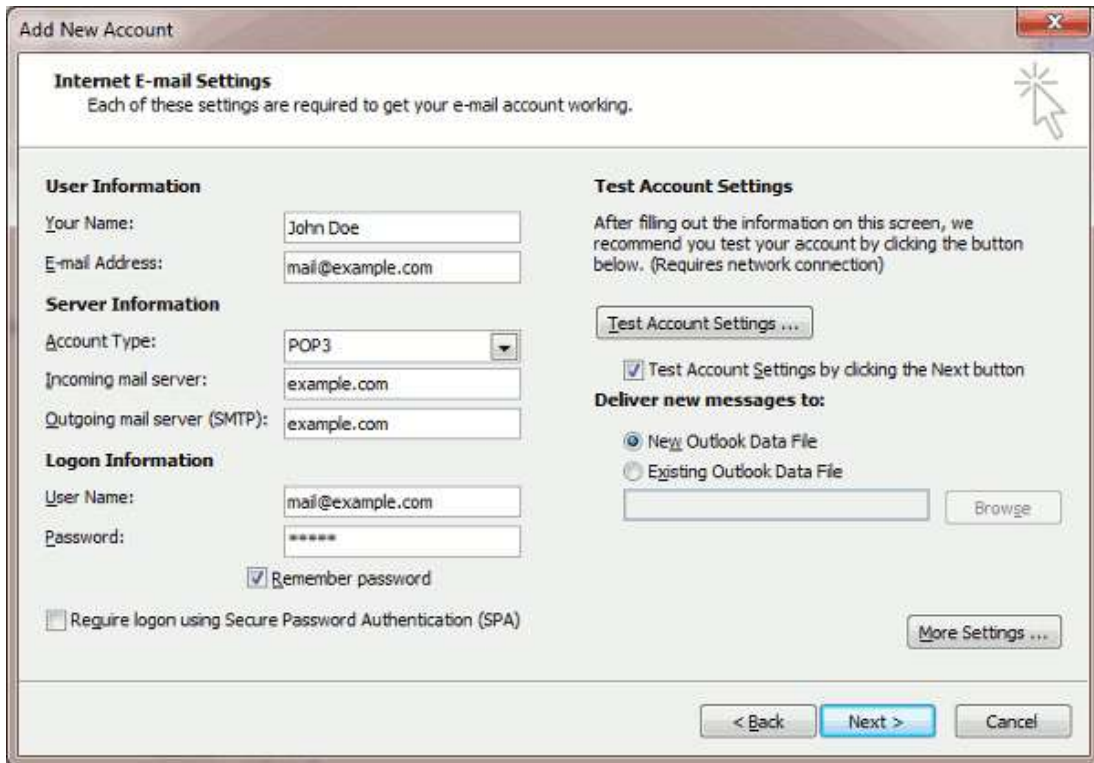 Add New Account
Internet E-mail Settings
Each of these settings are required to get your e-mail account working.
User Information
Your Name:
John Doe
E-mail Address:
mail@example.com
Server Information
Account Type:
POP3
Incoming mail server:
example.com
Outgoing mail server (SMTP):
example.com
Logon Information
User Name:
mail@example.com
Password:
*****
Remember password
Require logon using Secure Password Authentication (SPA)
Test Account Settings
After filling out the information on this screen, we
recommend you test your account by clicking the button
below. (Requires network connection)
Test Account Settings ...
Test Account Settings by clicking the Next button
Deliver new messages to:
New Outlook Data File
Existing Outlook Data File
Browse
More Settings ...
< Back
Next >
Cancel